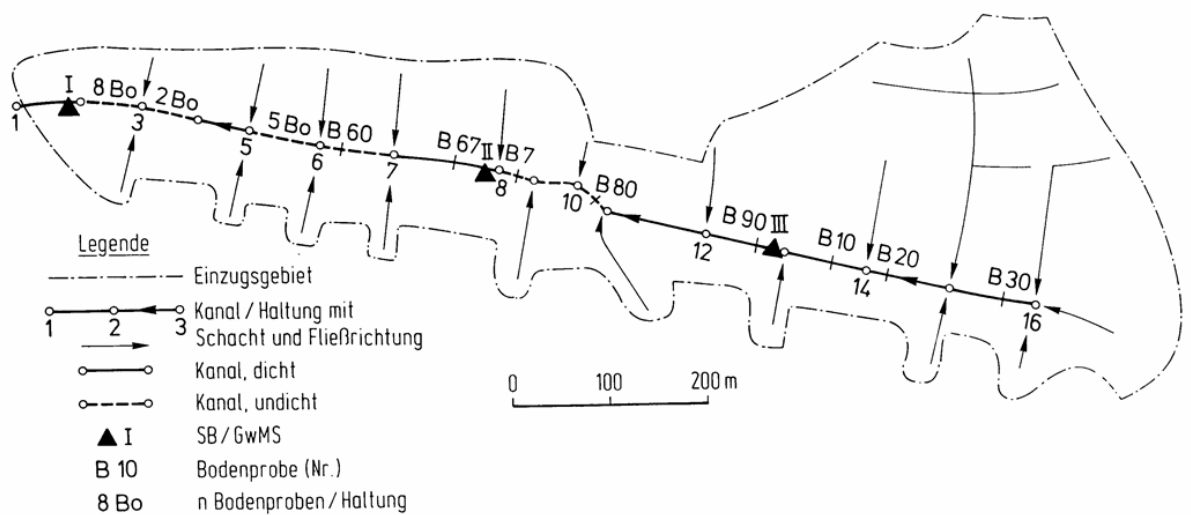 I
8 Bo
2 Bo
1
3
5 Bo
5
6
B 60
7
B 67
II
B 7
8
10
B 80
12
B 90
III
B 10
14
B 20
B 30
16
Legende
Einzugsgebiet
1 2 3 Kanal / Haltung mit
Schacht und Fließrichtung
Kanal, dicht
Kanal, undicht
I SB / GwMS
B 10 Bodenprobe (Nr.)
8 Bo n Bodenproben / Haltung
0 100 200 m